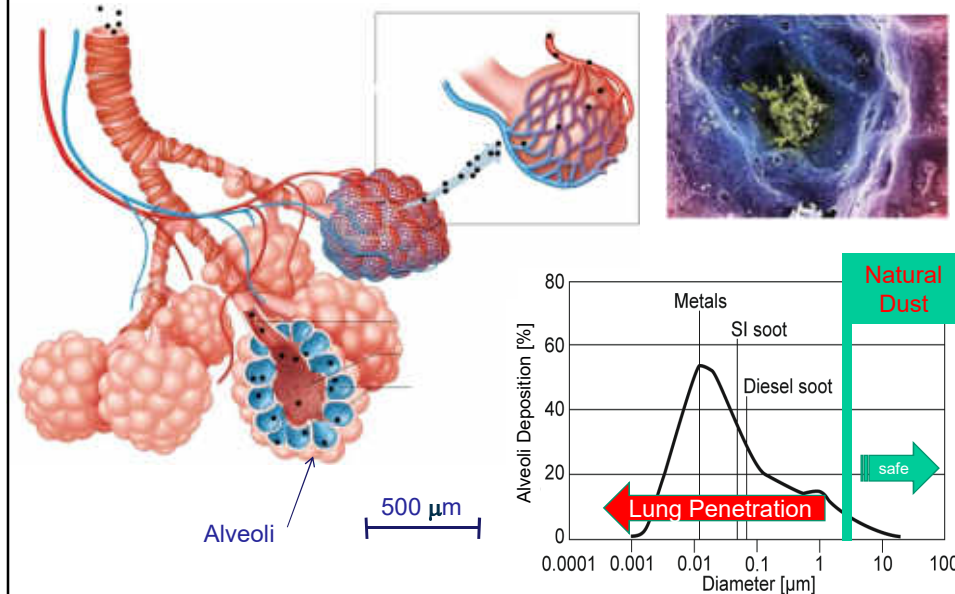 Natural
Dust
80
60
40
20
0
Alveoli Deposition [%]
Metals
SI soot
Diesel soot
safe
Lung Penetration
0.0001 0.001 0.01 0.1 1 10 100
Diameter [µm]
Alveoli
500 µm